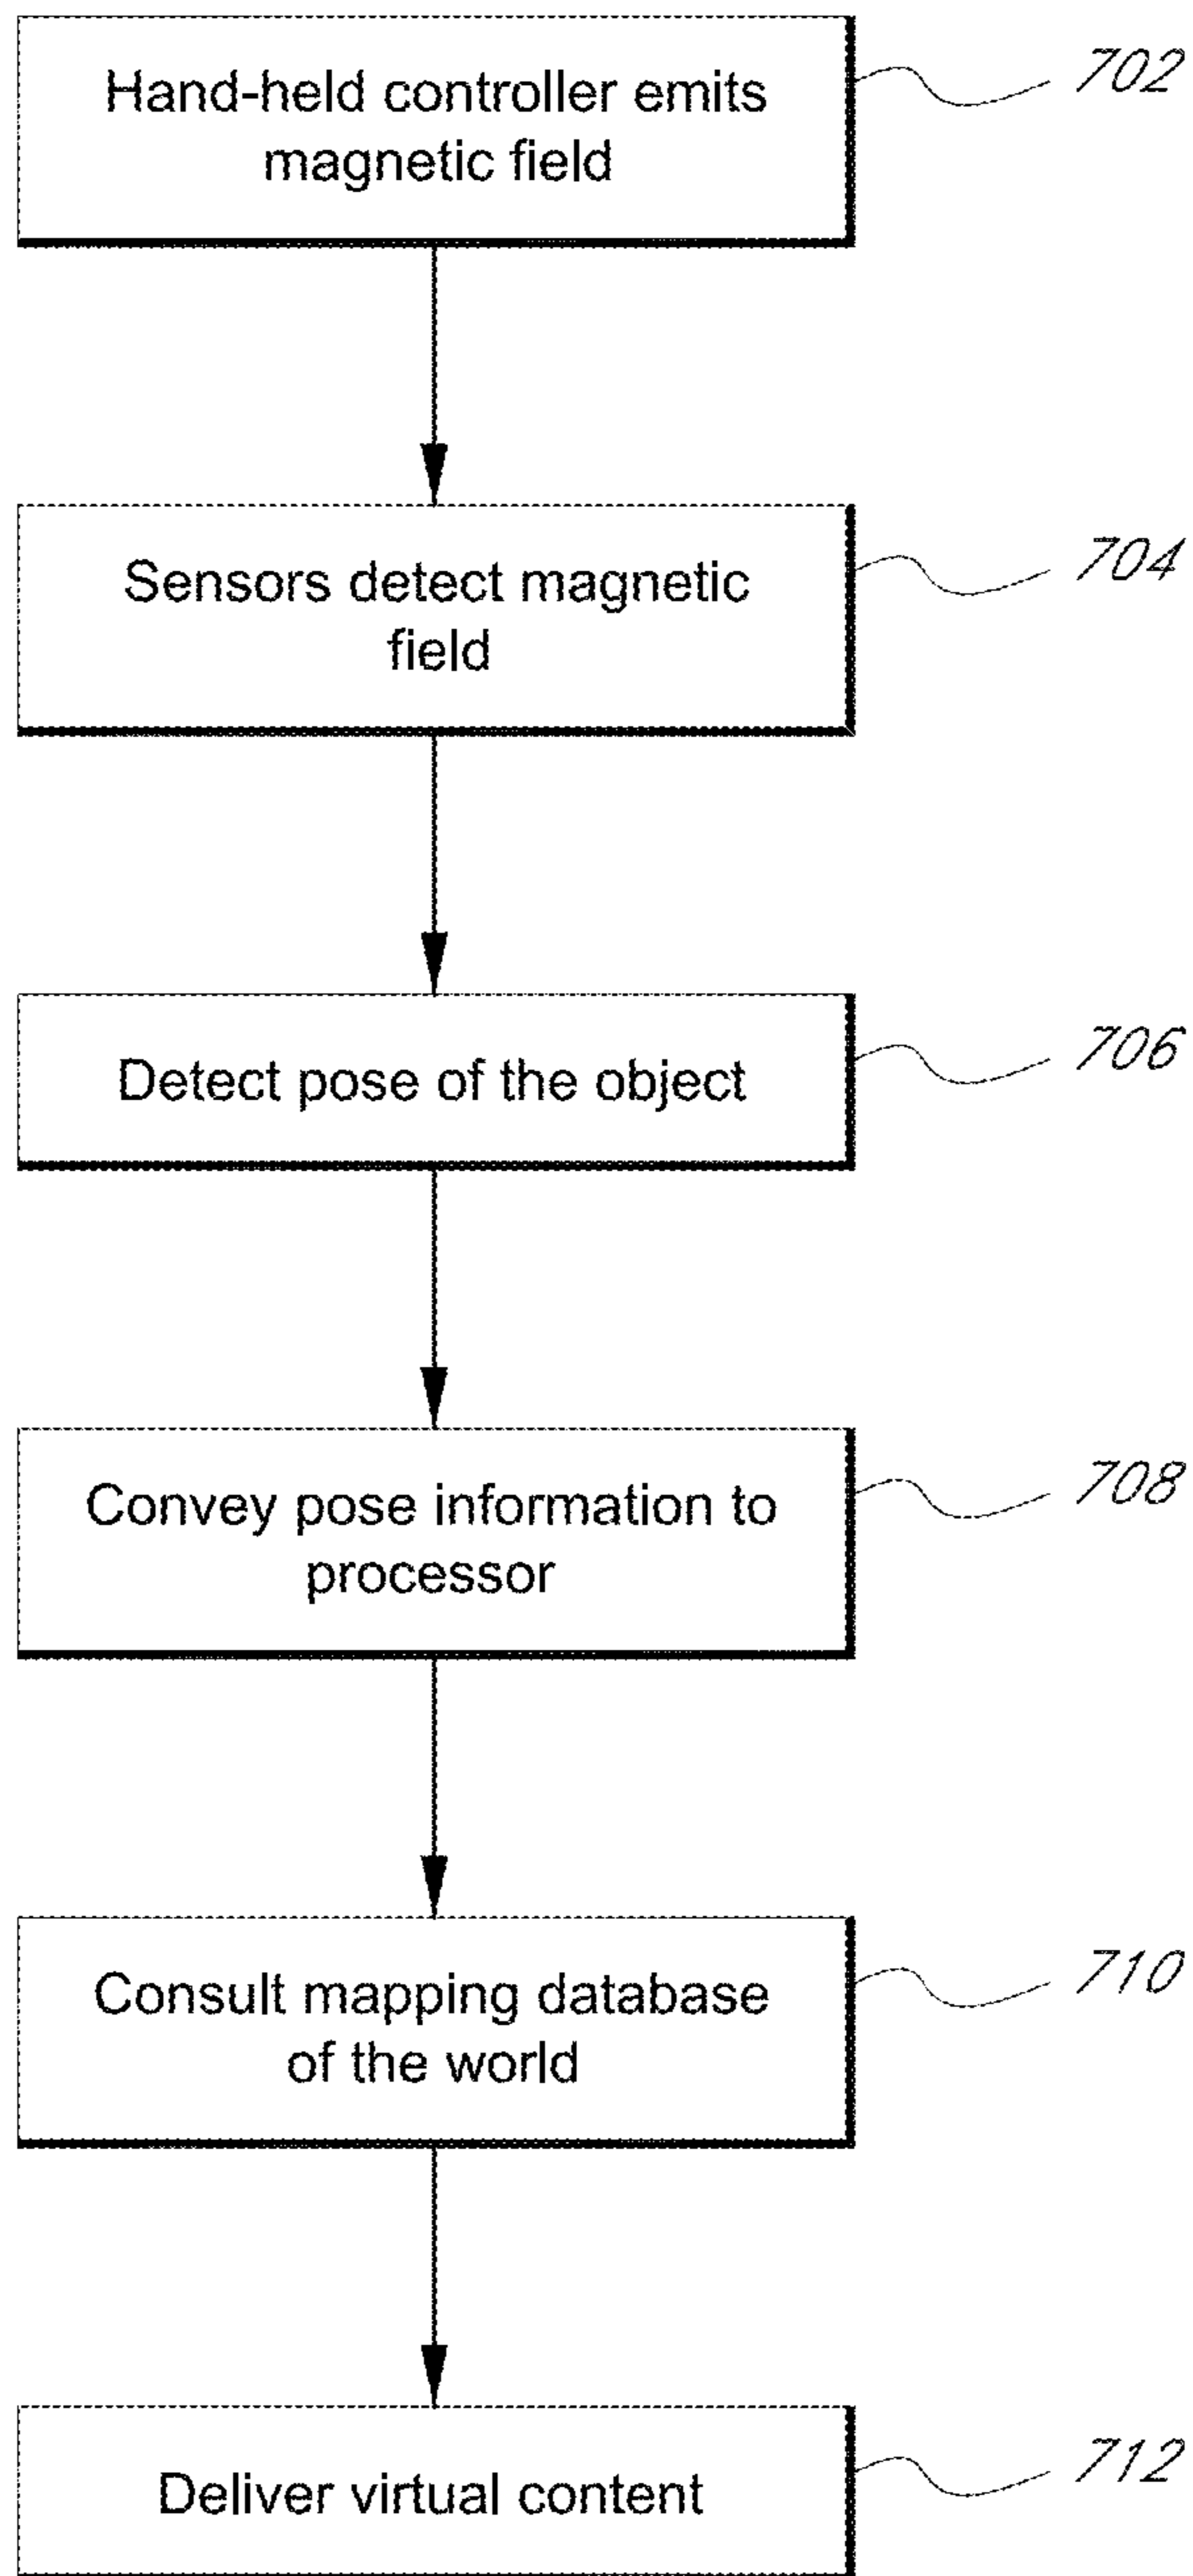 Hand-held controller emits
magnetic field
702
Sensors detect magnetic
field
704
Detect pose of the object
706
Convey pose information to
processor
708
Consult mapping database
of the world
710
Deliver virtual content
712